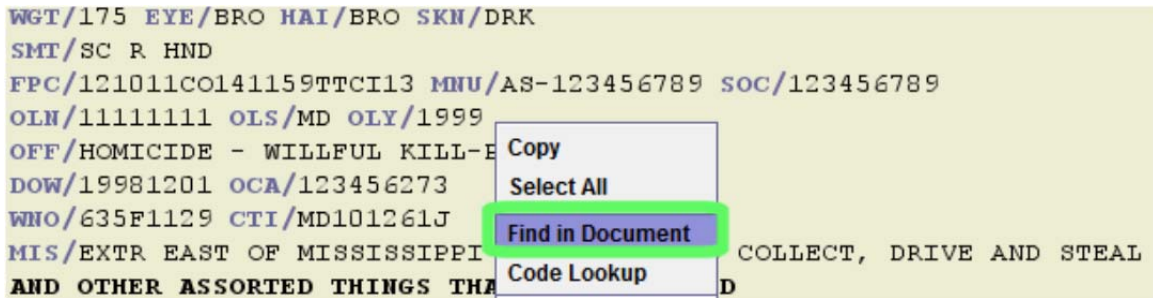 WGT/175 EYE/BRO HAI/BRO SKN/DRK
SMT/SC R HND
FPC/121011CO141159TTCI13 MNU/AS-123456789 SOC/123456789
OLN/11111111 OLS/MD OLY/1999
OFF/HOMICIDE - WILLFUL KILL-
DOW/19981201 OCA/123456273
WNO/635F1129 CTI/MD101261J
MIS/EXTR EAST OF MISSISSIPPI COLLECT, DRIVE AND STEAL
AND OTHER ASSORTED THINGS
Copy
Select All
Find in Document
Code Lookup